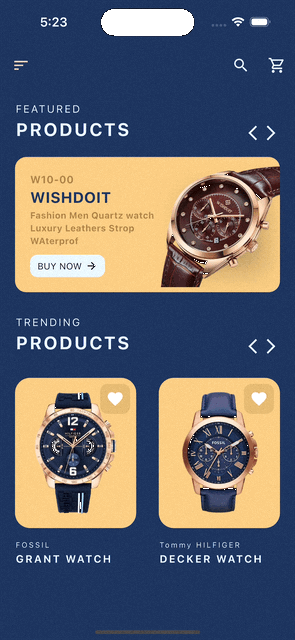 5:23
FEATURED
PRODUCTS
W10-00
WISHDOIT
Fashion Men Quartz watch
Luxury Leathers Strop
WAterprof
BUY NOW
TRENDING
PRODUCTS
FOSSIL
FOSSIL
GRANT WATCH
Tommy HILFIGER
DECKER WATCH